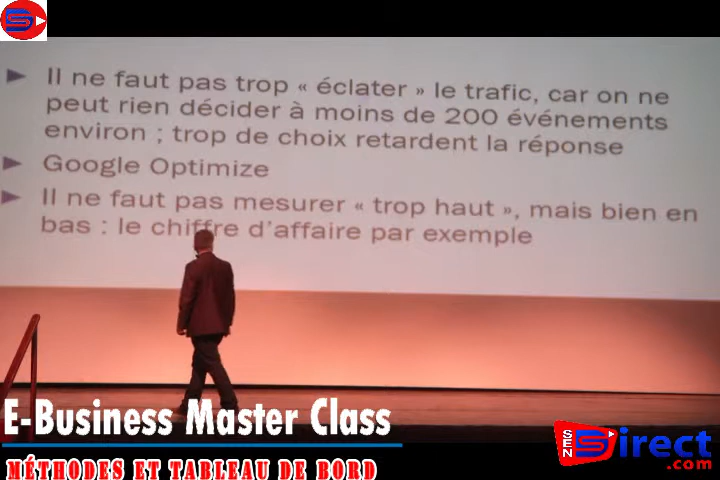 Il ne faut pas trop « éclater » le trafic, car on ne
peut rien décider à moins de 200 événements
environ ; trop de choix retardent la réponse
Google Optimize
Il ne faut pas mesurer « trop haut », mais bien en
bas : le chiffre d'affaire par exemple
E-Business Master Class
MÉTHODES ET TABLEAU DE BORD
SEN Direct
.com